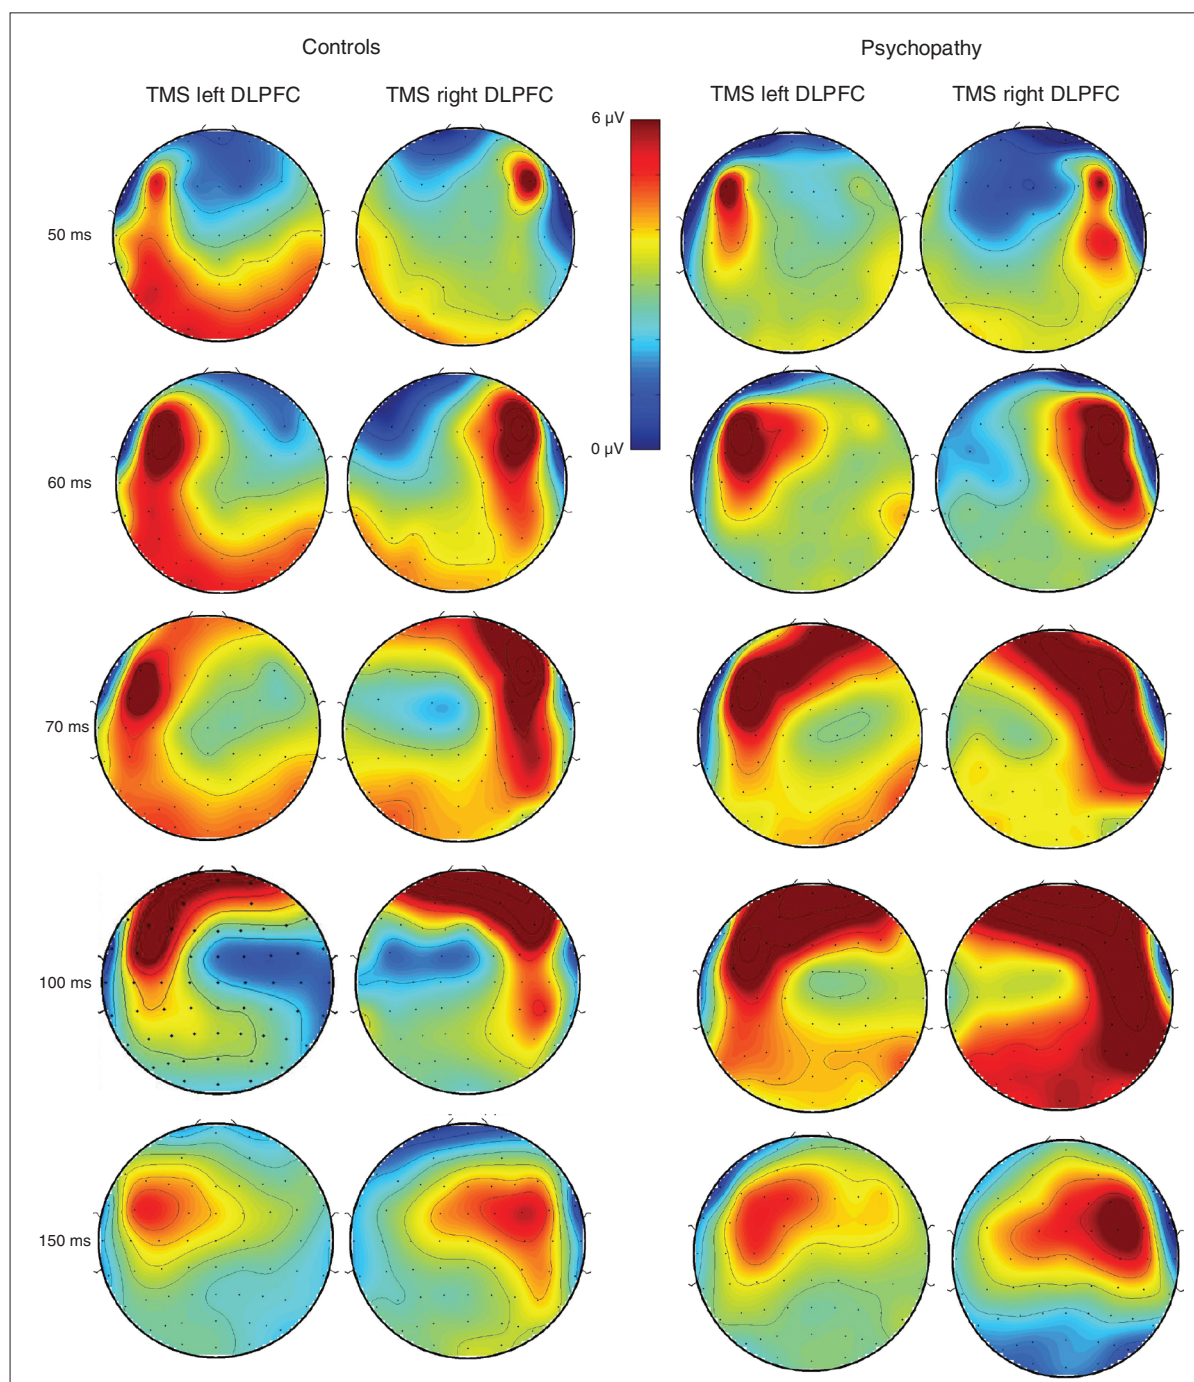 Controls
Psychopathy
TMS left DLPFC
TMS right DLPFC
TMS left DLPFC
TMS right DLPFC
6 µV
50 ms
0 µV
60 ms
70 ms
100 ms
150 ms